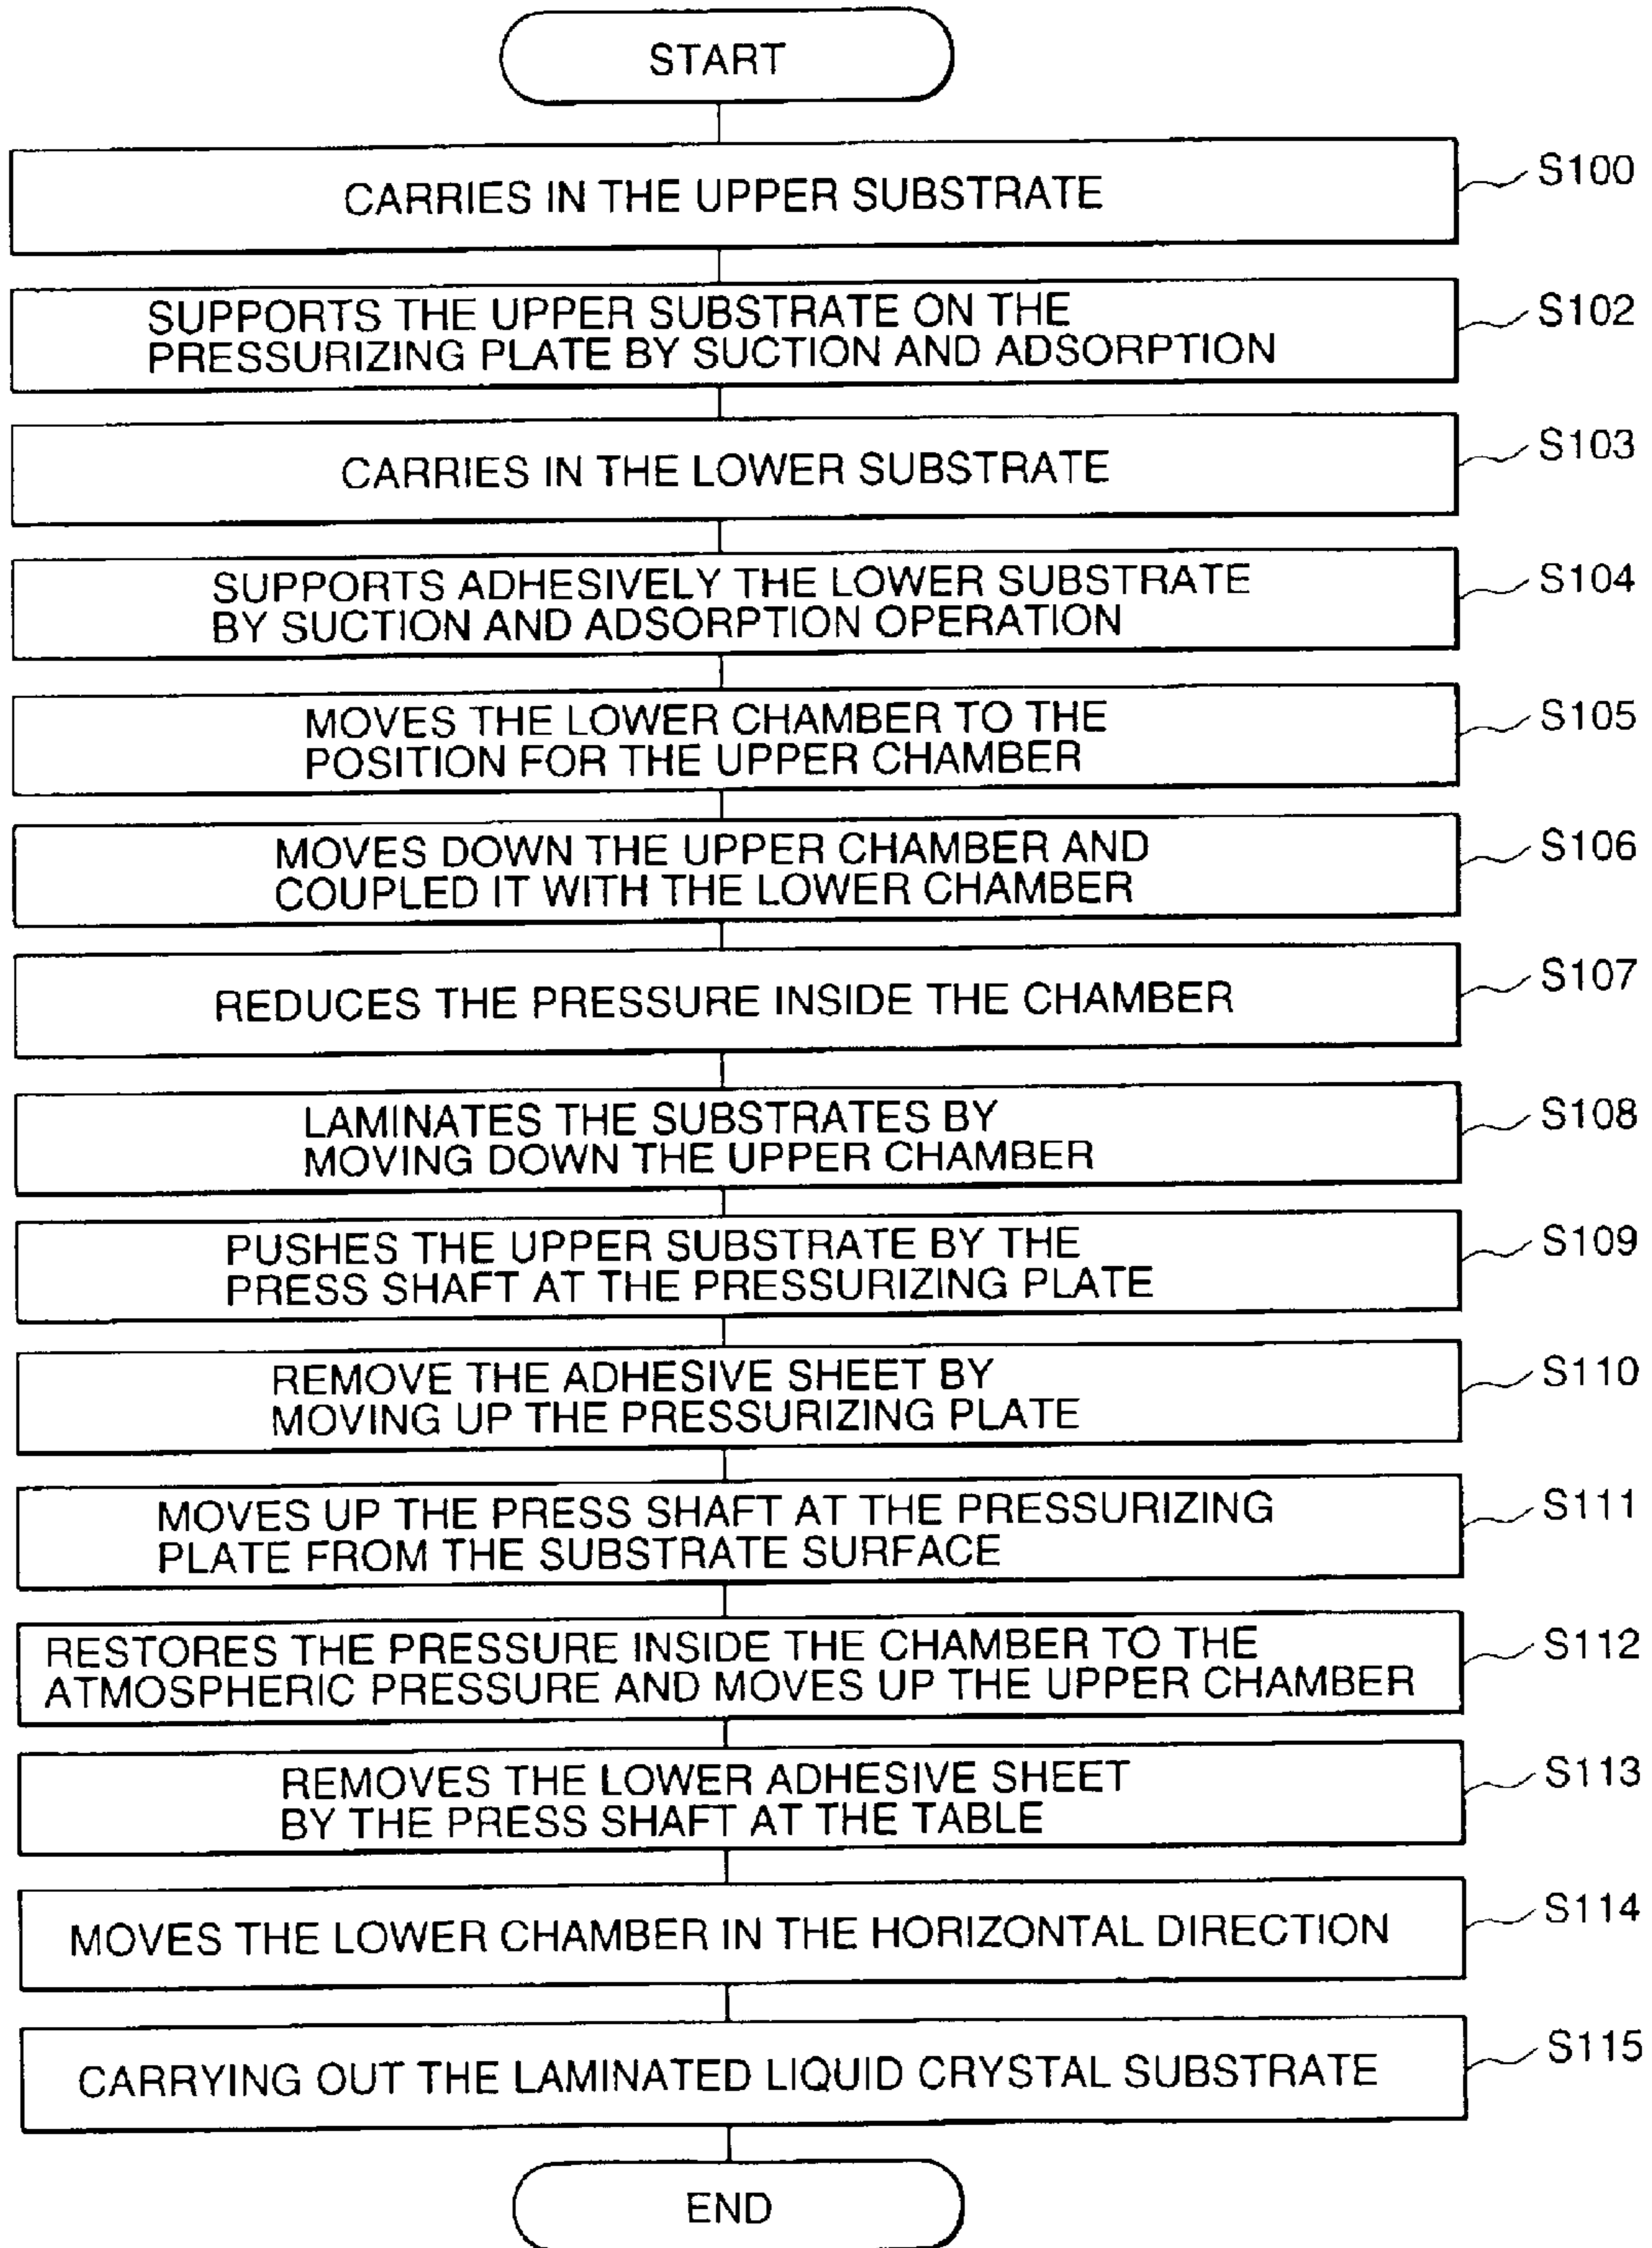 START
CARRIES IN THE UPPER SUBSTRATE
S100
SUPPORTS THE UPPER SUBSTRATE ON THE
PRESSURIZING PLATE BY SUCTION AND ADSORPTION
S102
CARRIES IN THE LOWER SUBSTRATE
S103
SUPPORTS ADHESIVELY THE LOWER SUBSTRATE
BY SUCTION AND ADSORPTION OPERATION
S104
MOVES THE LOWER CHAMBER TO THE
POSITION FOR THE UPPER CHAMBER
S105
MOVES DOWN THE UPPER CHAMBER AND
COUPLED IT WITH THE LOWER CHAMBER
S106
REDUCES THE PRESSURE INSIDE THE CHAMBER
S107
LAMINATES THE SUBSTRATES BY
MOVING DOWN THE UPPER CHAMBER
S108
PUSHES THE UPPER SUBSTRATE BY THE
PRESS SHAFT AT THE PRESSURIZING PLATE
S109
REMOVE THE ADHESIVE SHEET BY
MOVING UP THE PRESSURIZING PLATE
S110
MOVES UP THE PRESS SHAFT AT THE PRESSURIZING
PLATE FROM THE SUBSTRATE SURFACE
S111
RESTORES THE PRESSURE INSIDE THE CHAMBER TO THE
ATMOSPHERIC PRESSURE AND MOVES UP THE UPPER CHAMBER
S112
REMOVES THE LOWER ADHESIVE SHEET
BY THE PRESS SHAFT AT THE TABLE
S113
MOVES THE LOWER CHAMBER IN THE HORIZONTAL DIRECTION
S114
CARRYING OUT THE LAMINATED LIQUID CRYSTAL SUBSTRATE
S115
END